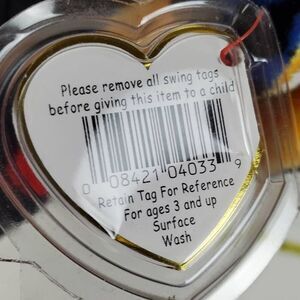 Please remove all swing tags
before giving this item to a child
0 08421 04033 9
Retain Tag For Reference
For ages 3 and up
Surface
Wash